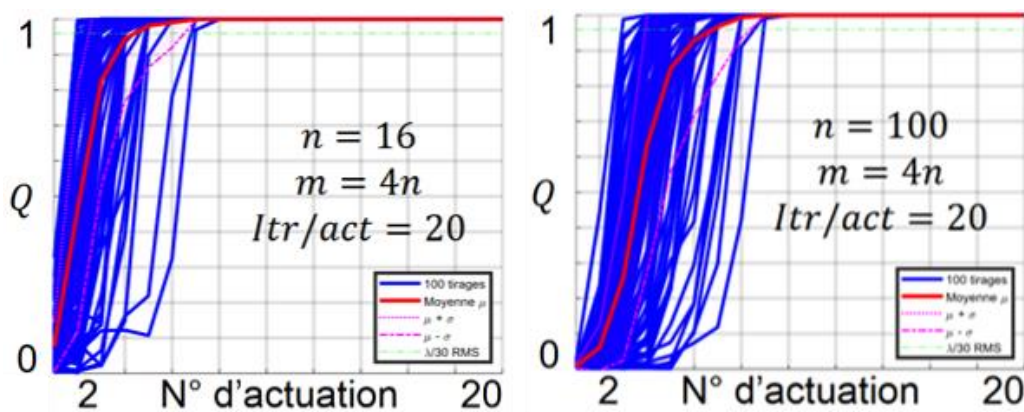 1
Q
0
n = 16
m = 4n
Itr/act = 20
100 tirages
Moyenne μ
μ + σ
μ - σ
λ/30 RMS
2 N° d'actuation 20
1
Q
0
n = 100
m = 4n
Itr/act = 20
100 tirages
Moyenne μ
μ + σ
μ - σ
λ/30 RMS
2 N° d'actuation 20